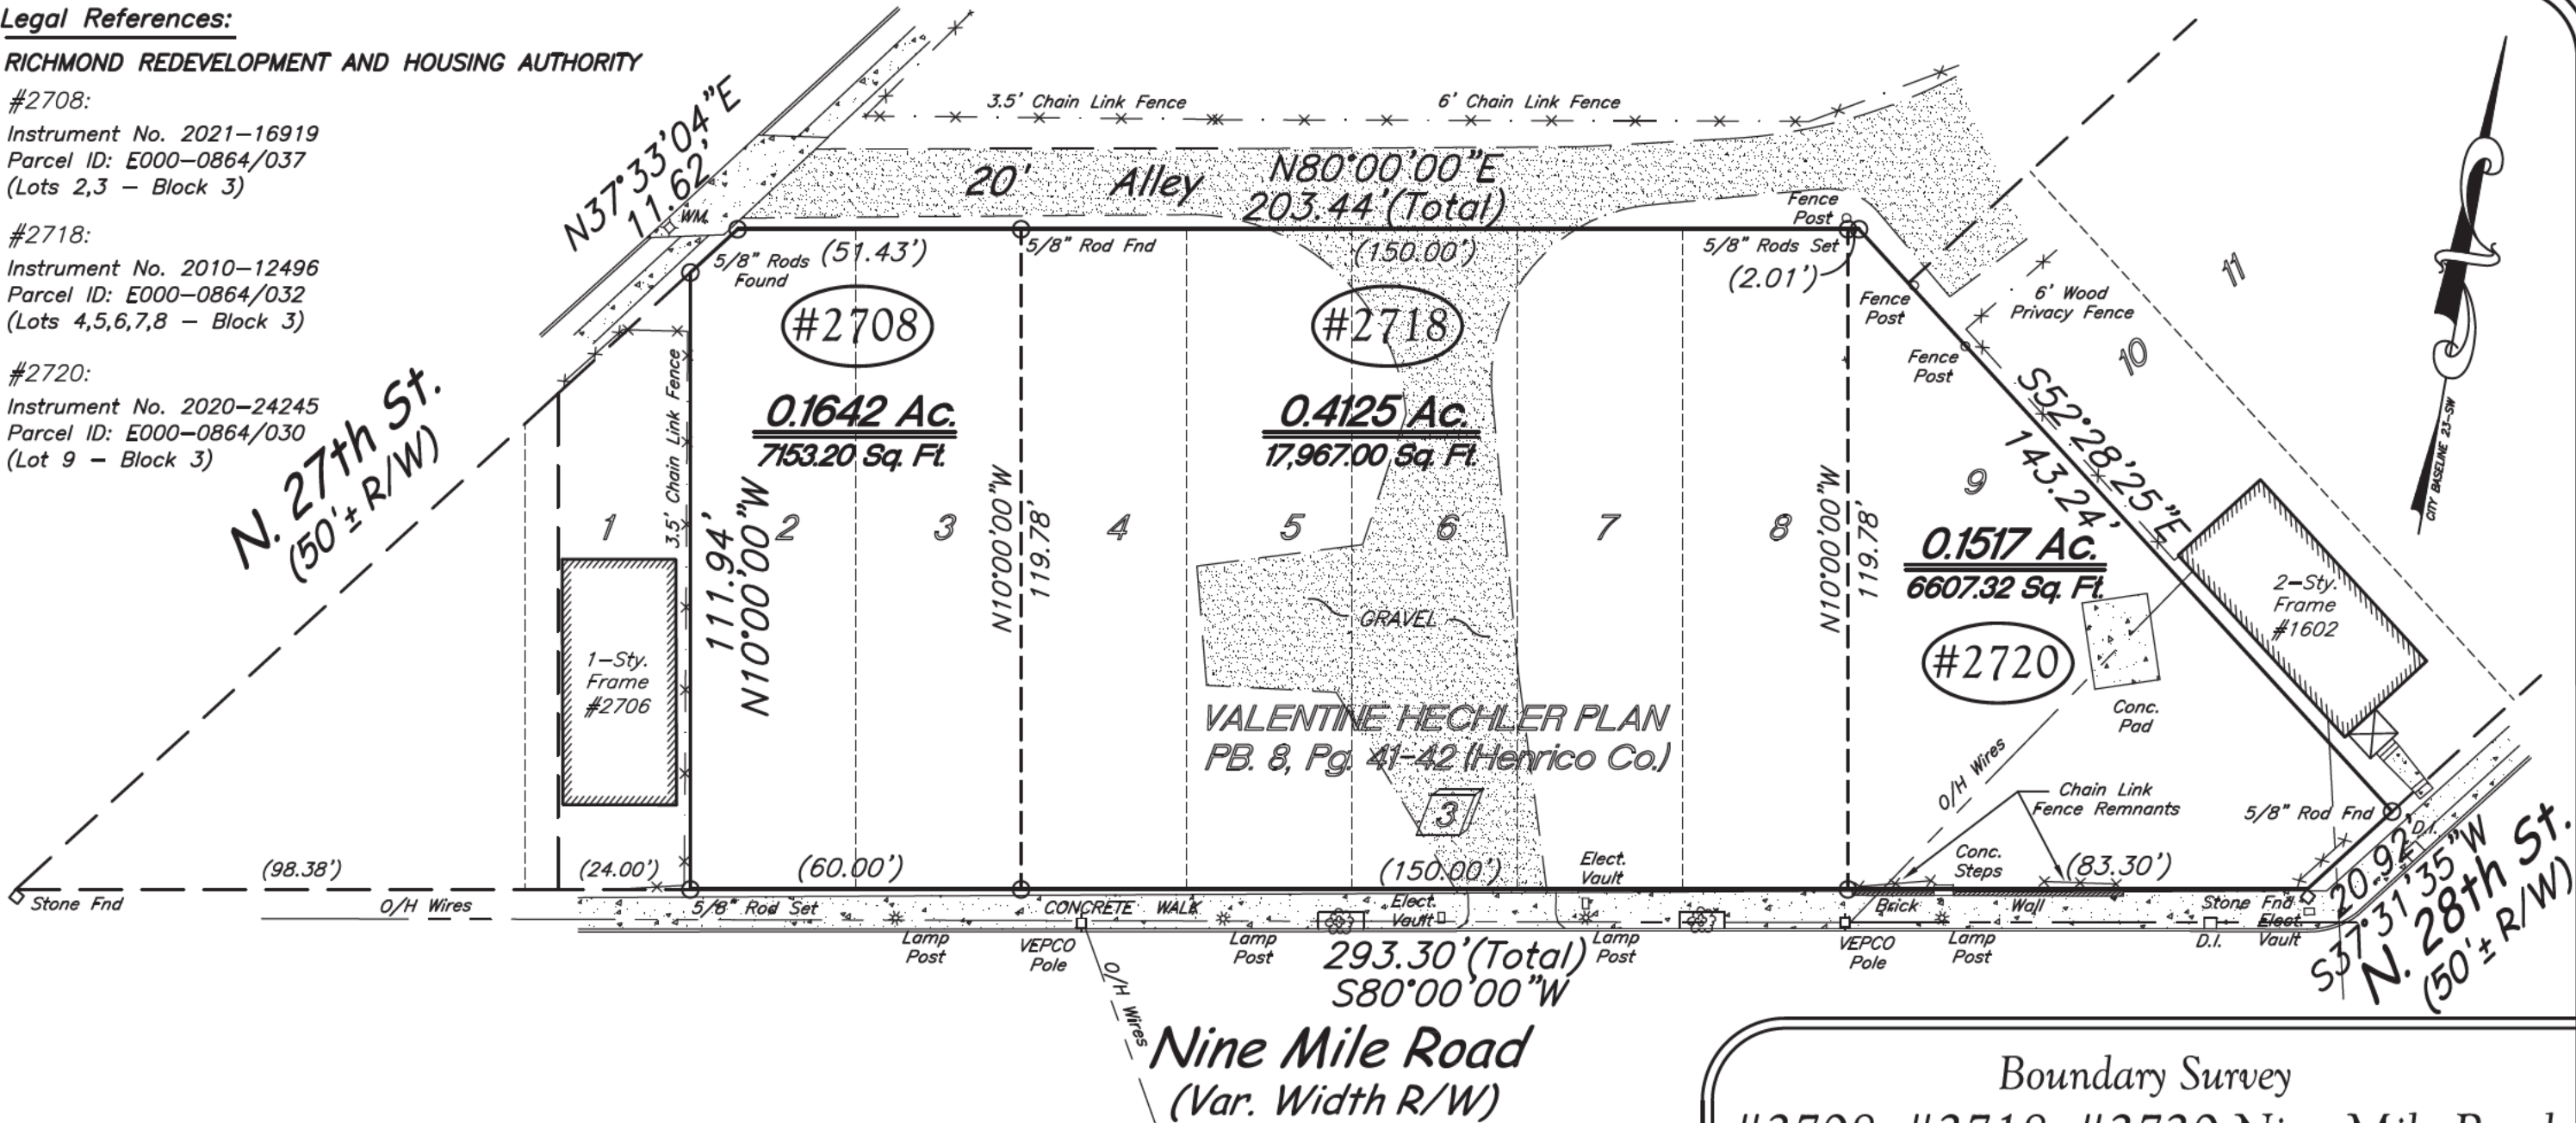 Legal References:
RICHMOND REDEVELOPMENT AND HOUSING AUTHORITY
#2708:
Instrument No. 2021-16919
Parcel ID: E000-0864/037
(Lots 2,3 - Block 3)
#2718:
Instrument No. 2010-12496
Parcel ID: E000-0864/032
(Lots 4,5,6,7,8 - Block 3)
#2720:
Instrument No. 2020-24245
Parcel ID: E000-0864/030
(Lot 9 - Block 3)
N37°33'04"E
11.62'
WM
3.5' Chain Link Fence
6' Chain Link Fence
20' Alley
N80°00'00"E
203.44'(Total)
Fence
Post
5/8" Rods
Found
(51.43')
5/8" Rod Fnd
(150.00')
5/8" Rods Set
(2.01')
Fence
Post
6' Wood
Privacy Fence
Fence
Post
11
10
CITY BASELINE 23-SW
N. 27th St.
(50'± R/W)
3.5' Chain Link Fence
#2708
0.1642 Ac.
7153.20 Sq. Ft.
#2718
0.4125 Ac.
17,967.00 Sq. Ft.
S52°28'25"E
143.24'
9
0.1517 Ac.
6607.32 Sq. Ft.
#2720
1
2
3
4
5
6
7
8
111.94'
N10°00'00"W
N10°00'00"W
119.78'
N10°00'00"W
119.78'
1-Sty.
Frame
#2706
2-Sty.
Frame
#1602
GRAVEL
Conc.
Pad
VALENTINE HECHLER PLAN
PB. 8, Pg. 41-42 (Henrico Co.)
3
O/H Wires
Chain Link
Fence Remnants
5/8" Rod Fnd
D.I.
(98.38')
(24.00')
(60.00')
(150.00')
Elect.
Vault
Conc.
Steps
(83.30')
20.92'
S37°31'35"W
N. 28th St.
(50'± R/W)
Stone Fnd
O/H Wires
5/8" Rod Set
CONCRETE WALK
Elect.
Vault
Brick Wall
Stone Fnd
Elect.
Vault
D.I.
Lamp
Post
VEPCO
Pole
Lamp
Post
Lamp
Post
VEPCO
Pole
Lamp
Post
293.30'(Total)
S80°00'00"W
O/H Wires
Nine Mile Road
(Var. Width R/W)
Boundary Survey
#2708, #2718, #2720 Nine Mile Road